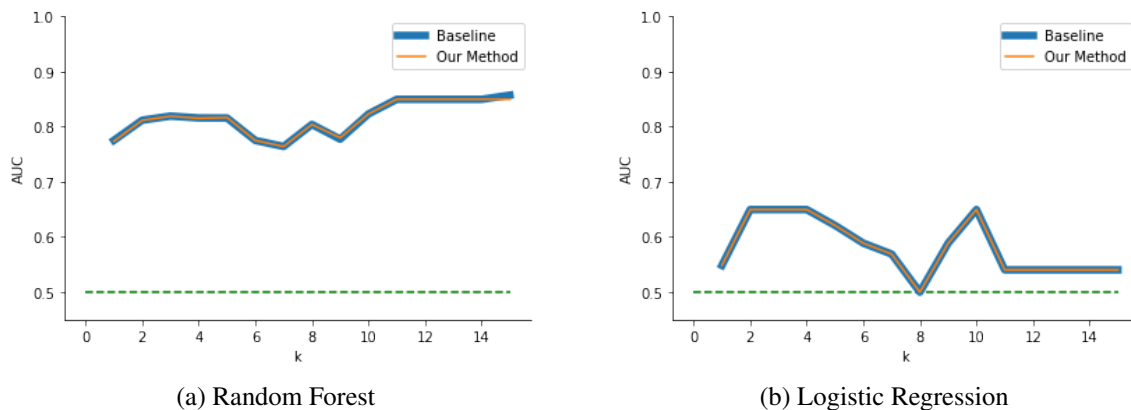 1.0
0.9
0.8
0.7
0.6
0.5
AUC
0 2 4 6 8 10 12 14
k
Baseline
Our Method
(a) Random Forest
1.0
0.9
0.8
0.7
0.6
0.5
AUC
0 2 4 6 8 10 12 14
k
Baseline
Our Method
(b) Logistic Regression